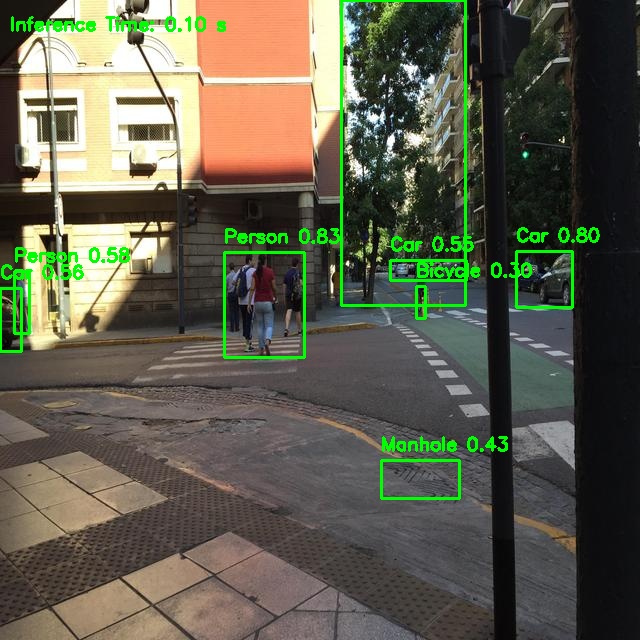 Inference Time: 0.10 s
Person 0.83
Car 0.80
Car 0.55
Person 0.58
Car 0.56
Bicycle 0.30
Manhole 0.43